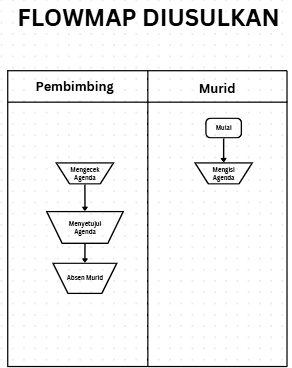 FLOWMAP DIUSULKAN
Pembimbing
Murid
Mulai
Mengecek
Agenda
Mengisi
Agenda
Menyetujui
Agenda
Absen Murid